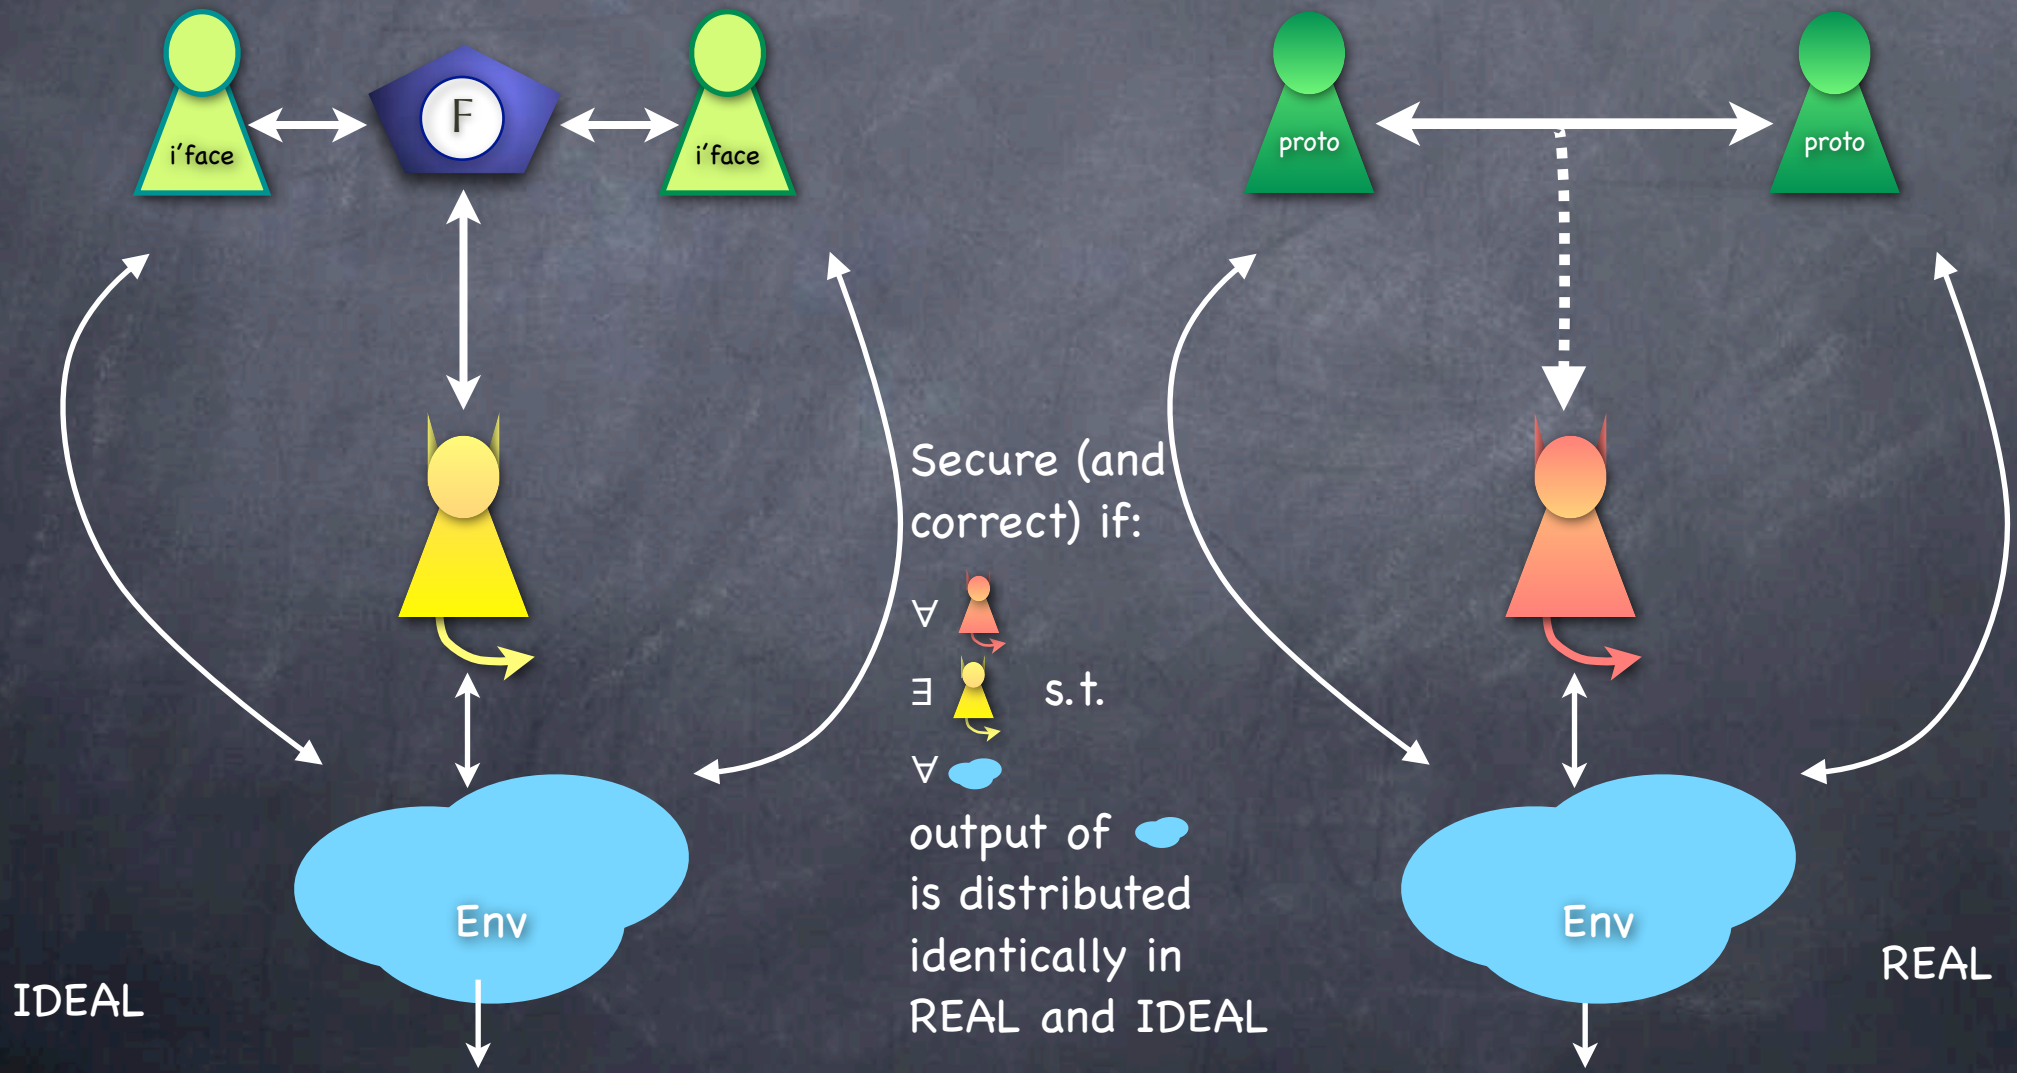 i'face
F
i'face
proto
proto
Secure (and
correct) if:
∀
∃ s.t.
∀
output of
is distributed
identically in
REAL and IDEAL
Env
Env
IDEAL
REAL